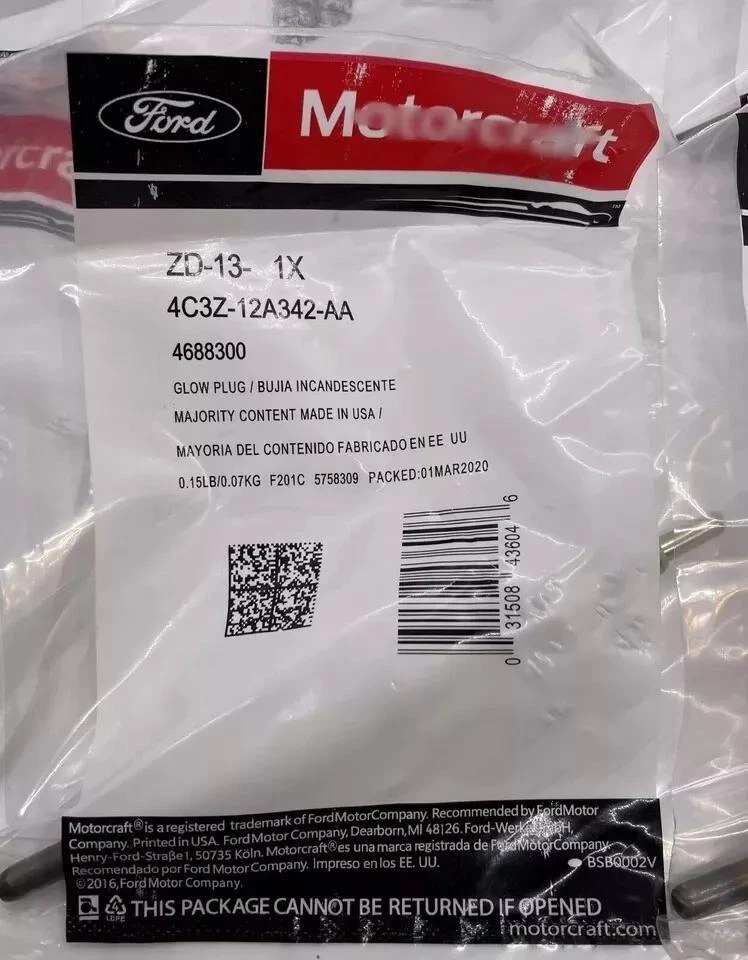 Ford
Motorcraft
ZD-13- 1X
4C3Z-12A342-AA
4688300
GLOW PLUG / BUJIA INCANDESCENTE
MAJORITY CONTENT MADE IN USA /
MAYORIA DEL CONTENIDO FABRICADO EN EE UU
0.15LB/0.07KG F201C 5758309 PACKED:01MAR2020
0 31508 43604 6
Motorcraft® is a registered trademark of Ford Motor Company. Recommended by Ford Motor
Company. Printed in USA. Ford Motor Company, Dearborn, MI 48126. Ford-Werke GmbH,
Henry-Ford-Straße1, 50735 Köln. Motorcraft® es una marca registrada de Ford Motor Company.
Recomendado por Ford Motor Company. Impreso en los EE. UU.
BSB0002V
©2016, Ford Motor Company.
LDPE
THIS PACKAGE CANNOT BE RETURNED IF OPENED
motorcraft.com